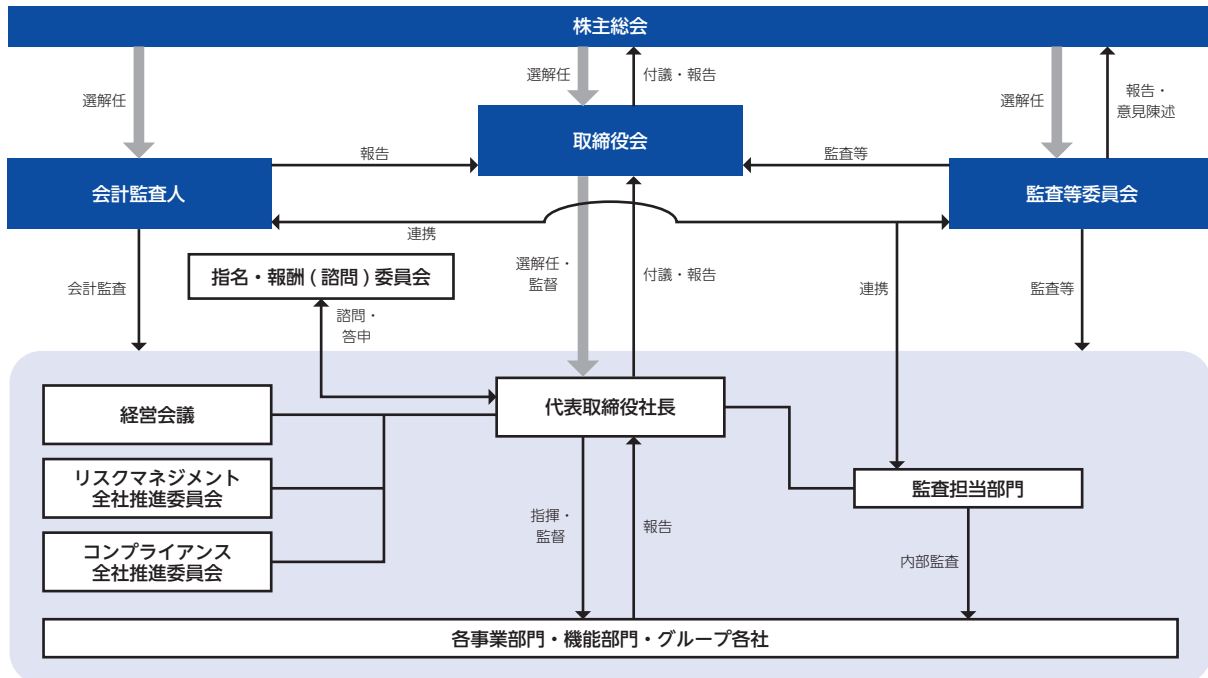 株主総会
選解任
選解任
付議・報告
選解任
報告・
意見陳述
取締役会
報告
監査等
会計監査人
監査等委員会
連携
指名・報酬 ( 諮問 ) 委員会
会計監査
選解任・
監督
付議・報告
連携
監査等
諮問・
答申
経営会議
代表取締役社長
リスクマネジメント
全社推進委員会
監査担当部門
指揮・
監督
報告
コンプライアンス
全社推進委員会
内部監査
各事業部門・機能部門・グループ各社